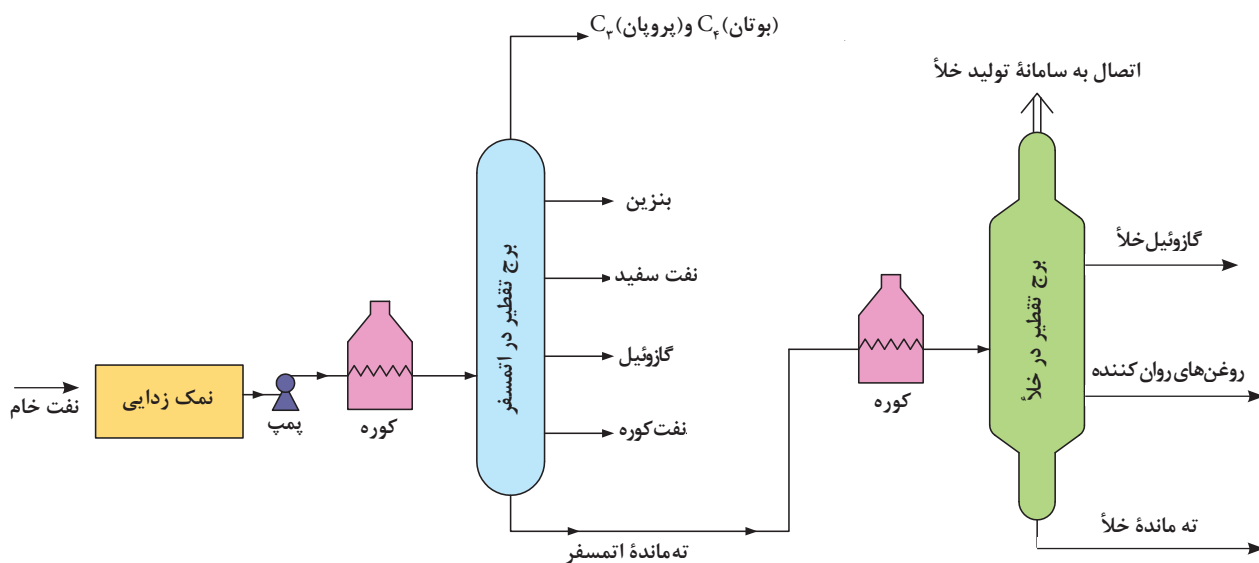 C۳(پروپان) و C۴(بوتان)
اتصال به سامانهٔ تولید خلأ
بنزین
نفت سفید
گازوئیل
نفت کوره
برج تقطیر در اتمسفر
نفت خام
نمک زدایی
پمپ
کوره
ته‌ماندهٔ اتمسفر
کوره
برج تقطیر در خلأ
گازوئیل خلأ
روغن‌های روان کننده
ته ماندهٔ خلأ